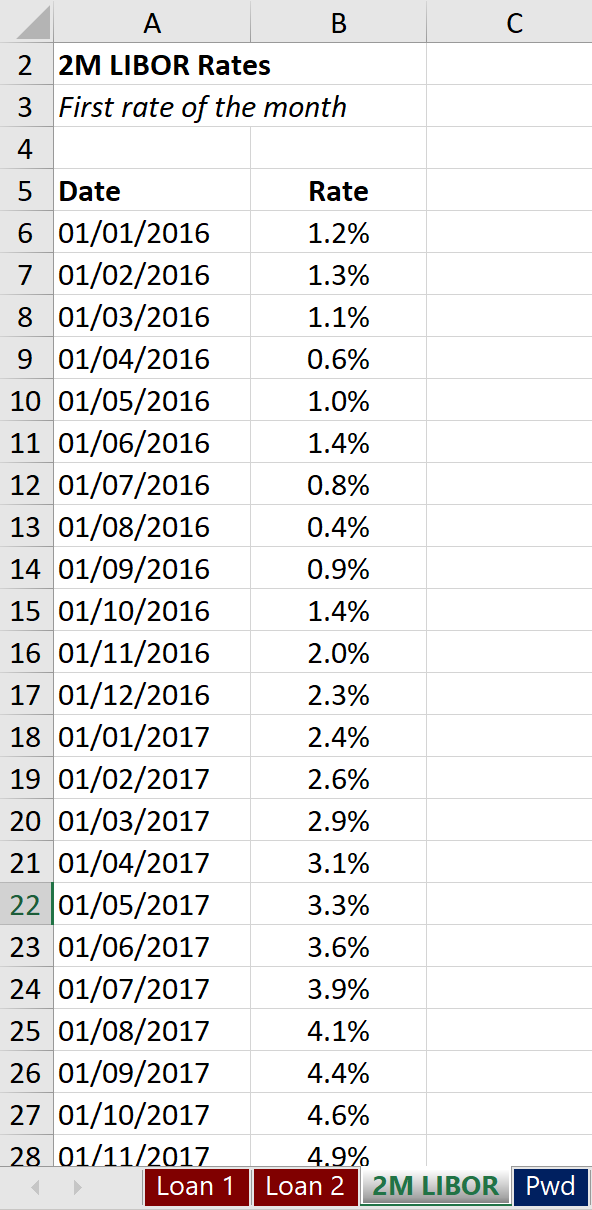 A B C
2 2M LIBOR Rates
3 First rate of the month
4
5 Date Rate
6 01/01/2016 1.2%
7 01/02/2016 1.3%
8 01/03/2016 1.1%
9 01/04/2016 0.6%
10 01/05/2016 1.0%
11 01/06/2016 1.4%
12 01/07/2016 0.8%
13 01/08/2016 0.4%
14 01/09/2016 0.9%
15 01/10/2016 1.4%
16 01/11/2016 2.0%
17 01/12/2016 2.3%
18 01/01/2017 2.4%
19 01/02/2017 2.6%
20 01/03/2017 2.9%
21 01/04/2017 3.1%
22 01/05/2017 3.3%
23 01/06/2017 3.6%
24 01/07/2017 3.9%
25 01/08/2017 4.1%
26 01/09/2017 4.4%
27 01/10/2017 4.6%
28 01/11/2017 4.9%
Loan 1 Loan 2 2M LIBOR Pwd